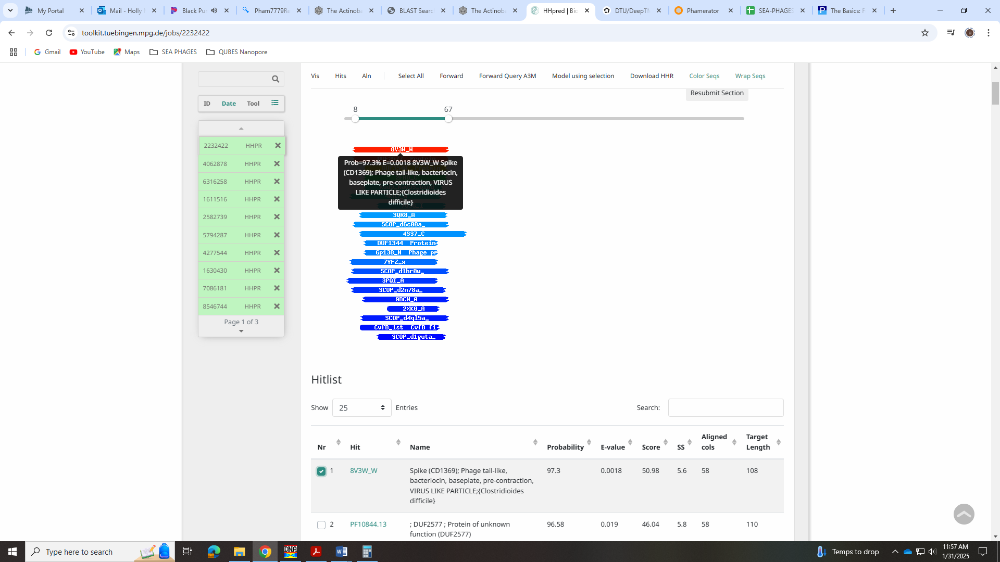 My Portal
Mail - Holly
Black Pu
Pham7779Re
The Actinoba
BLAST Searc
The Actinoba
HHpred | Bio
DTU/DeepTM
Phamerator
SEA-PHAGES
The Basics: F
toolkit.tuebingen.mpg.de/jobs/2232422
H
Gmail
YouTube
Maps
SEA PHAGES
QUBES Nanopore
Vis Hits Aln Select All Forward Forward Query A3M Model using selection Download HHR Color Seqs Wrap Seqs
Resubmit Section
ID Date Tool
2232422 HHPR
4062878 HHPR
6316258 HHPR
1611516 HHPR
2582739 HHPR
5794287 HHPR
4277544 HHPR
1630430 HHPR
7086181 HHPR
8546744 HHPR
Page 1 of 3
8 67
8V3W_W
Prob=97.3% E=0.0018 8V3W_W Spike
(CD1369); Phage tail-like, bacteriocin,
baseplate, pre-contraction, VIRUS
LIKE PARTICLE;{Clostridioides
difficile}
3QR8_A
SCOP_d6c00a_
4S37_C
DUF1344 Protein
Gp138_N Phage pr
7YFZ_x
SCOP_d1hr0w_
3PQI_A
SCOP_d2n78a_
9DCN_A
2XK0_A
SCOP_d4ql5a_
CvfB_1st CvfB fi
SCOP_d1guta_
Hitlist
Show 25 Entries
Search:
Nr Hit Name Probability E-value Score SS Aligned cols Target Length
1 8V3W_W Spike (CD1369); Phage tail-like, 97.3 0.0018 50.98 5.6 58 108
bacteriocin, baseplate, pre-contraction,
VIRUS LIKE PARTICLE;{Clostridioides
difficile}
2 PF10844.13 ; DUF2577 ; Protein of unknown 96.58 0.019 46.04 5.8 58 110
function (DUF2577)
Type here to search
DNA
Temps to drop
11:57 AM
1/31/2025